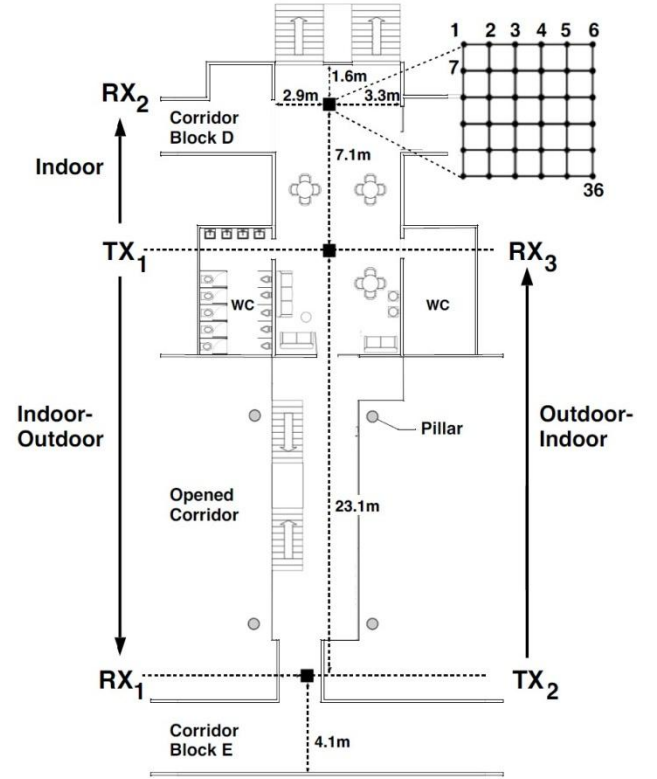 1 2 3 4 5 6
7
1.6m
RX2
2.9m
3.3m
Corridor
Block D
Indoor
7.1m
36
TX1
RX3
WC
WC
Indoor-
Outdoor
Outdoor-
Indoor
Pillar
Opened
Corridor
23.1m
RX1
TX2
Corridor
Block E
4.1m